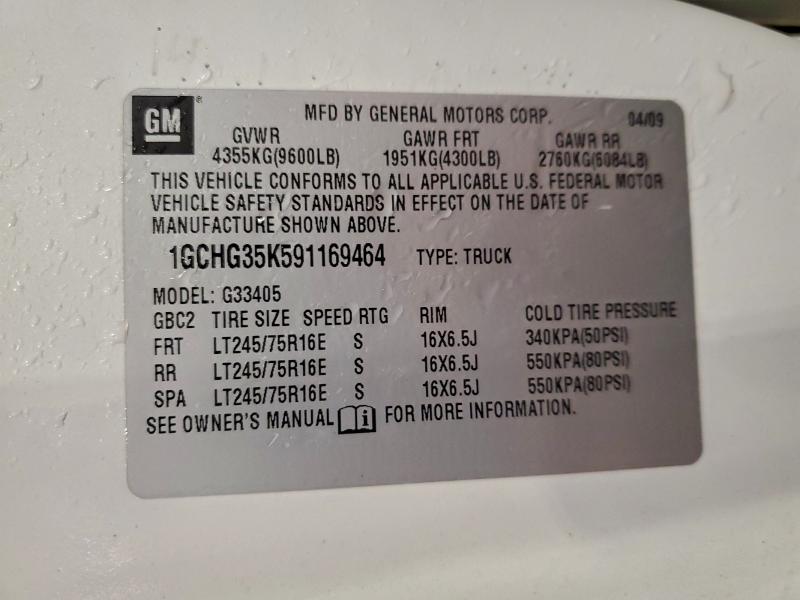 GM
MFD BY GENERAL MOTORS CORP. 04/09
GVWR GAWR FRT GAWR RR
4355KG(9600LB) 1951KG(4300LB) 2760KG(6084LB)
THIS VEHICLE CONFORMS TO ALL APPLICABLE U.S. FEDERAL MOTOR
VEHICLE SAFETY STANDARDS IN EFFECT ON THE DATE OF
MANUFACTURE SHOWN ABOVE.
1GCHG35K591169464 TYPE: TRUCK
MODEL: G33405
GBC2 TIRE SIZE SPEED RTG RIM COLD TIRE PRESSURE
FRT LT245/75R16E S 16X6.5J 340KPA(50PSI)
RR LT245/75R16E S 16X6.5J 550KPA(80PSI)
SPA LT245/75R16E S 16X6.5J 550KPA(80PSI)
SEE OWNER'S MANUAL i FOR MORE INFORMATION.